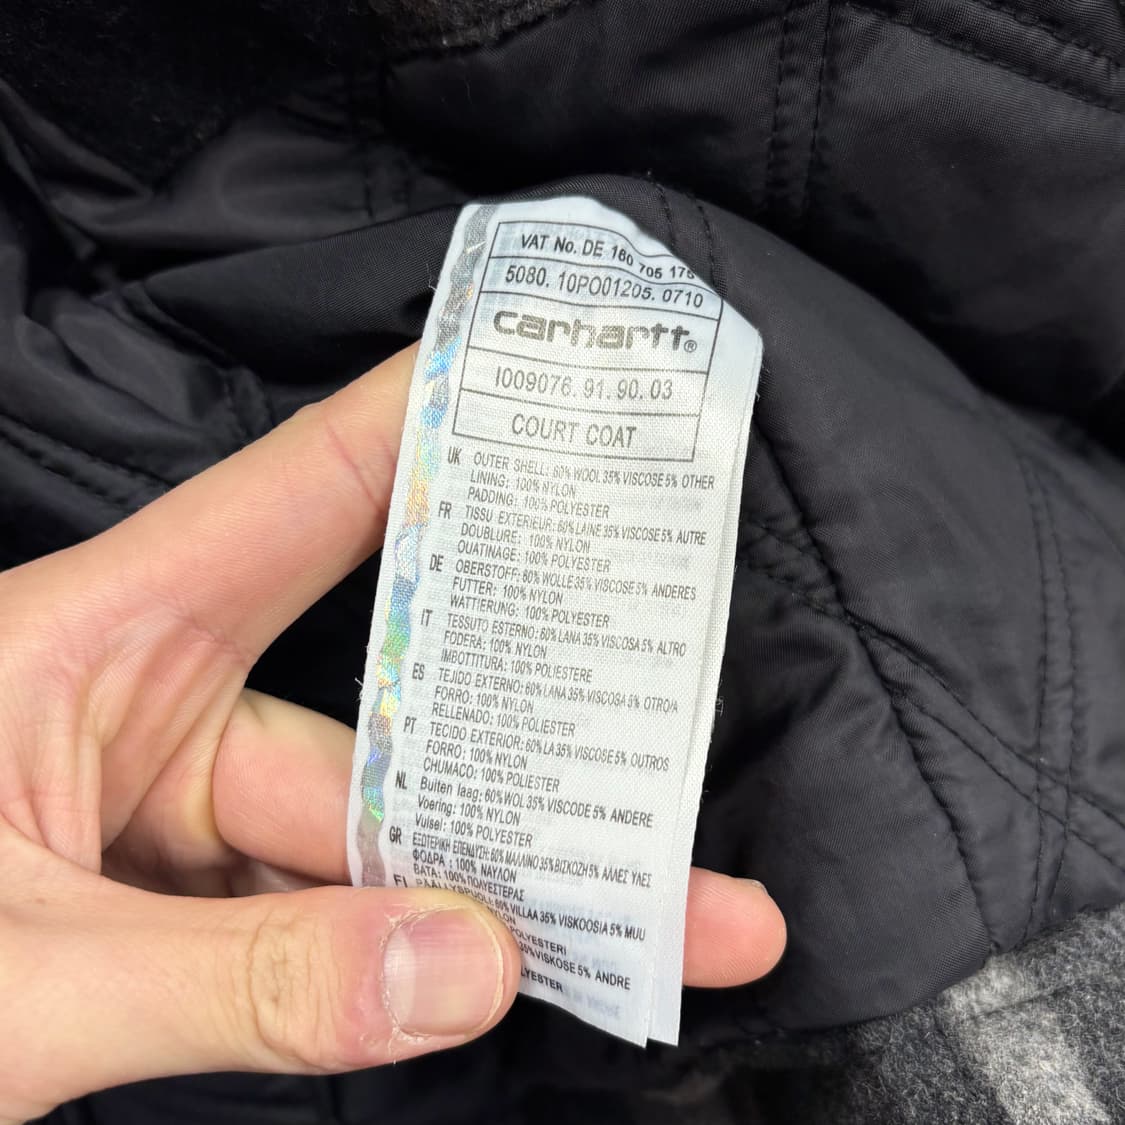 VAT No. DE 160 705 175
5080. 10PO01205. 0710
carhartt®
I009076. 91. 90. 03
COURT COAT
UK OUTER SHELL: 60% WOOL 35% VISCOSE 5% OTHER
LINING: 100% NYLON
PADDING: 100% POLYESTER
FR TISSU EXTERIEUR: 60% LAINE 35% VISCOSE 5% AUTRE
DOUBLURE: 100% NYLON
OUATINAGE: 100% POLYESTER
DE OBERSTOFF: 60% WOLLE 35% VISCOSE 5% ANDERES
FUTTER: 100% NYLON
WATTIERUNG: 100% POLYESTER
IT TESSUTO ESTERNO: 60% LANA 35% VISCOSA 5% ALTRO
FODERA: 100% NYLON
IMBOTTITURA: 100% POLIESTERE
ES TEJIDO EXTERNO: 60% LANA 35% VISCOSA 5% OTRO/A
FORRO: 100% NYLON
RELLENADO: 100% POLIESTER
PT TECIDO EXTERIOR: 60% LA 35% VISCOSE 5% OUTROS
FORRO: 100% NYLON
CHUMACO: 100% POLIESTER
NL Buiten laag: 60% WOL 35% VISCODE 5% ANDERE
Voering: 100% NYLON
Vulsel: 100% POLYESTER
GR ΕΞΩΤΕΡΙΚΗ ΕΠΕΝΔΥΣΗ: 60% ΜΑΛΛΙΝΟ 35% ΒΙΣΚΟΖΗ 5% ΑΛΛΕΣ ΥΛΕΣ
ΦΟΔΡΑ : 100% ΝΑΥΛΟΝ
ΒΑΤΑ: 100% ΠΟΛΥΕΣΤΕΡΑΣ
FI PÄÄLLYSPUOLI: 60% VILLAA 35% VISKOOSIA 5% MUU
YLON
POLYESTERI
35% VISKOSE 5% ANDRE
LYESTER